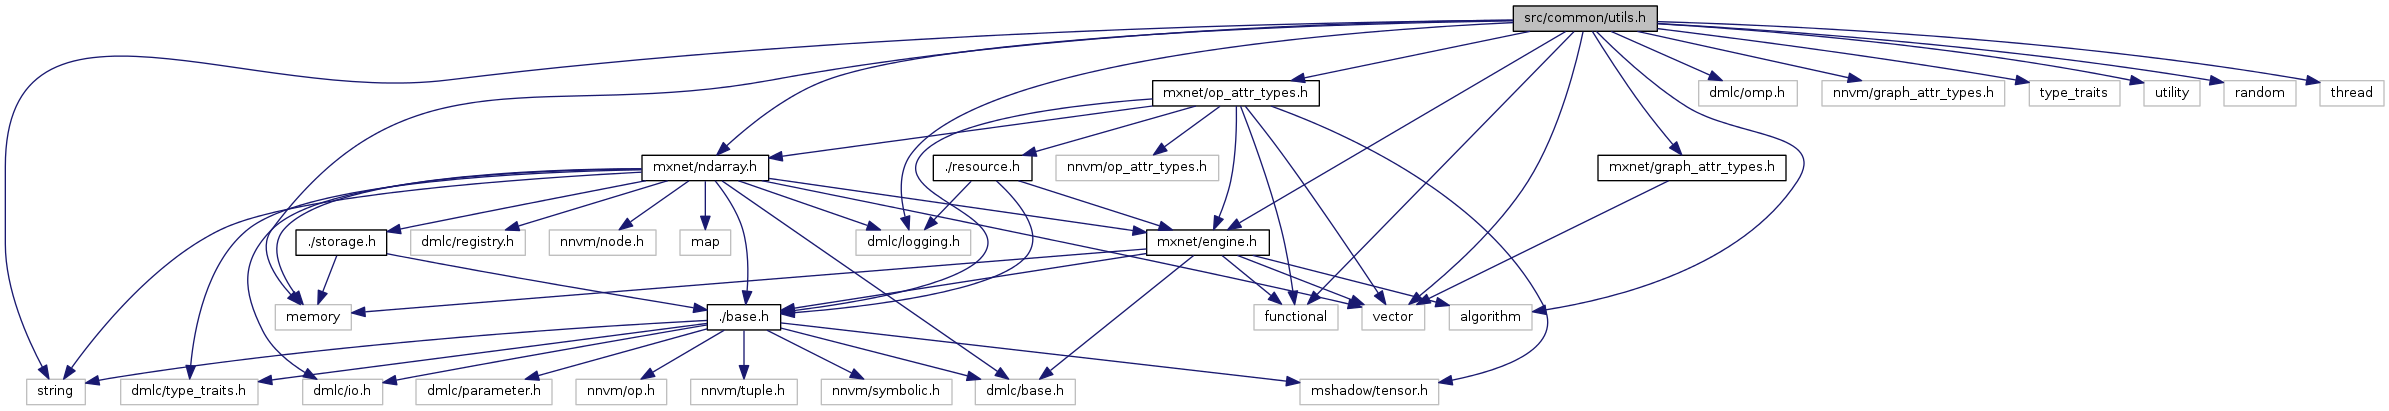 src/common/utils.h
mxnet/op_attr_types.h
dmlc/omp.h
nnvm/graph_attr_types.h
type_traits
utility
random
thread
mxnet/ndarray.h
./resource.h
nnvm/op_attr_types.h
mxnet/graph_attr_types.h
./storage.h
dmlc/registry.h
nnvm/node.h
map
dmlc/logging.h
mxnet/engine.h
memory
./base.h
functional
vector
algorithm
string
dmlc/type_traits.h
dmlc/io.h
dmlc/parameter.h
nnvm/op.h
nnvm/tuple.h
nnvm/symbolic.h
dmlc/base.h
mshadow/tensor.h